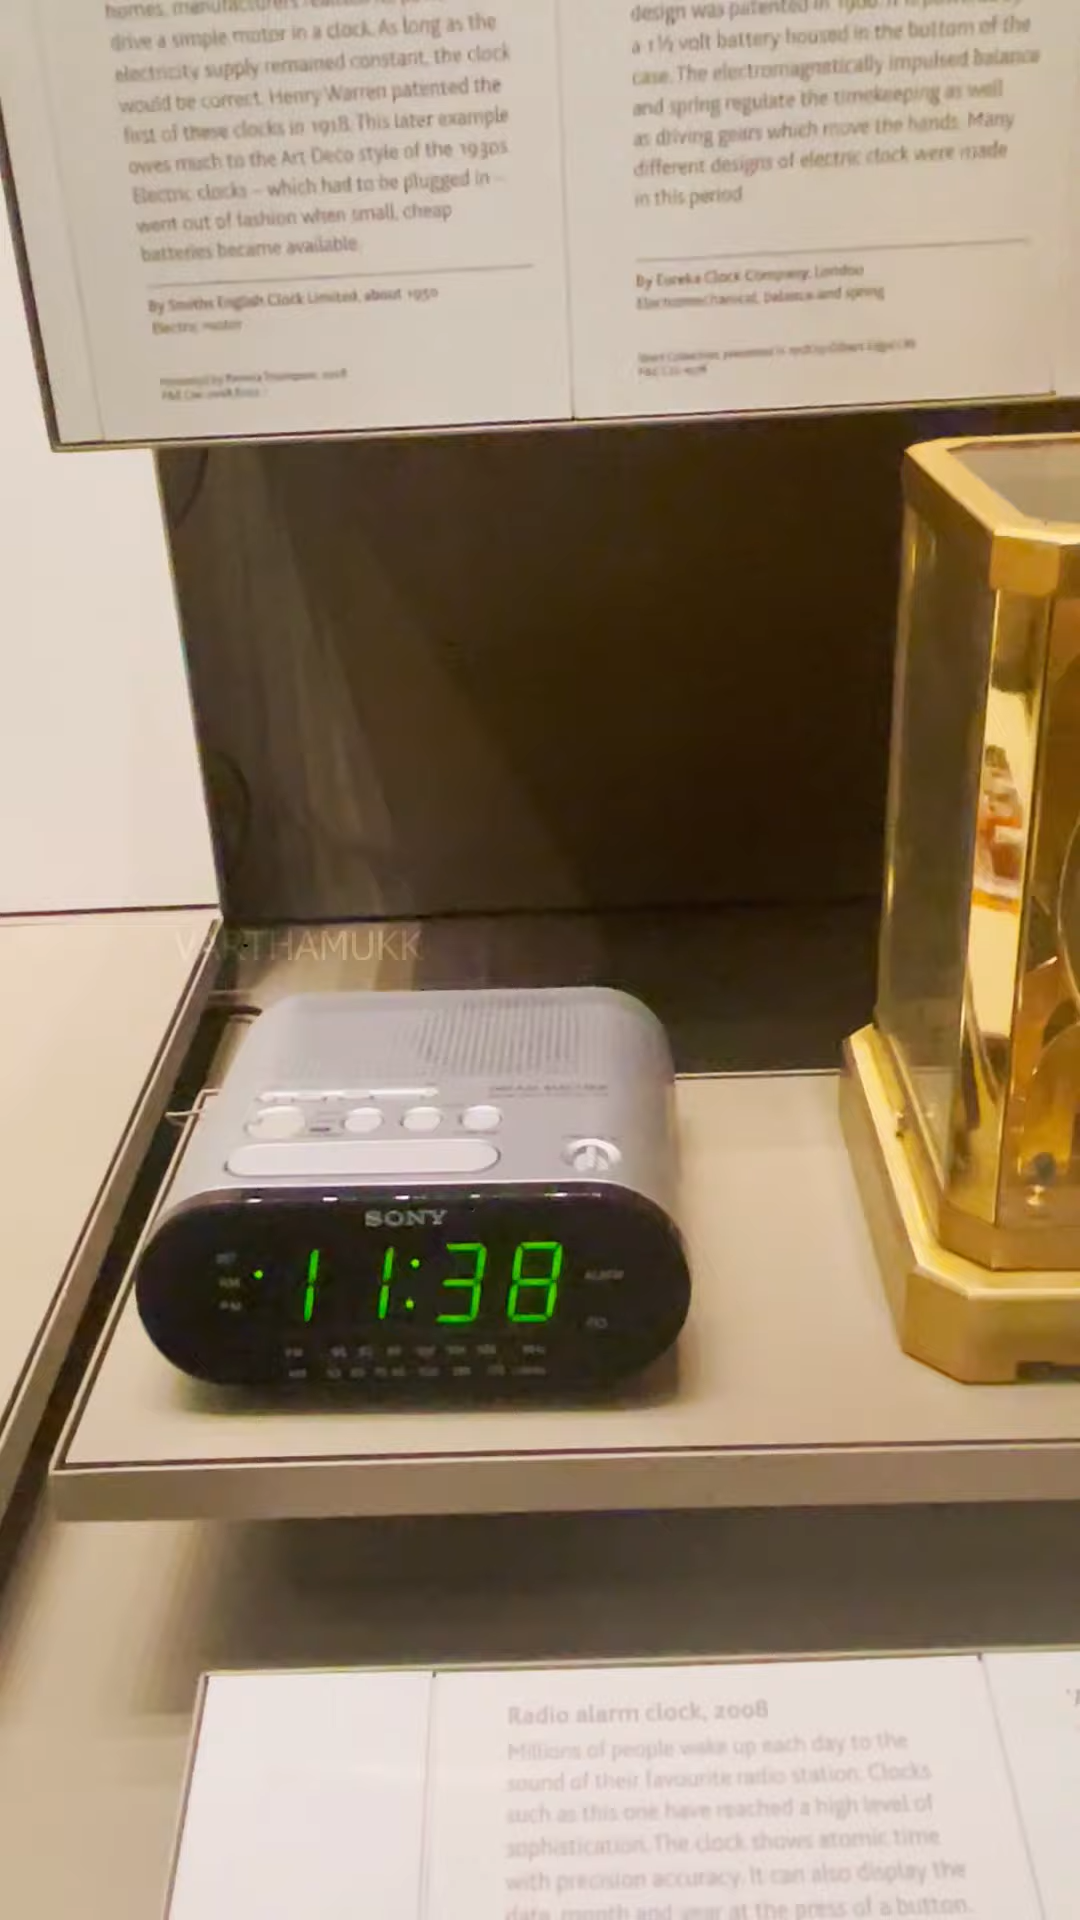 homes, manufacturers
drive a simple motor in a clock. As long as the
electricity supply remained constant, the clock
would be correct. Henry Warren patented the
first of these clocks in 1918. This later example
owes much to the Art Deco style of the 1930s.
Electric clocks – which had to be plugged in –
went out of fashion when small, cheap
batteries became available.
By Smiths English Clock Limited, about 1950
Electric motor
design was patented in 1906. It is powered by
a 1½ volt battery housed in the bottom of the
case. The electromagnetically impulsed balance
and spring regulate the timekeeping as well
as driving gears which move the hands. Many
different designs of electric clock were made
in this period.
By Eureka Clock Company, London
Electromechanical, balance and spring
VARTHAMUKK
SONY
AM
PM
11:38
ALARM
FM
Radio alarm clock, 2008
Millions of people wake up each day to the
sound of their favourite radio station. Clocks
such as this one have reached a high level of
sophistication. The clock shows atomic time
with precision accuracy. It can also display the
date, month and year at the press of a button.